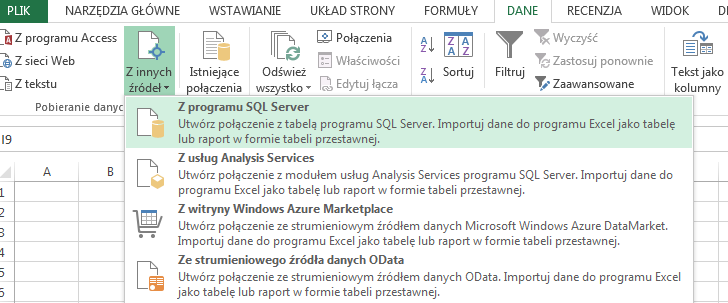 PLIK NARZĘDZIA GŁÓWNE WSTAWIANIE UKŁAD STRONY FORMUŁY DANE RECENZJA WIDOK DE
Z programu Access
Z sieci Web
Z tekstu
Z innych
źródeł
Istniejące
połączenia
Odśwież
wszystko
Połączenia
Właściwości
Edytuj łącza
A Z
Z A
Sortuj
Filtruj
Wyczyść
Zastosuj ponownie
Zaawansowane
Tekst jako
kolumny
Pobieranie danyc
Z programu SQL Server
Utwórz połączenie z tabelą programu SQL Server. Importuj dane do programu Excel jako tabelę
lub raport w formie tabeli przestawnej.
Z usług Analysis Services
Utwórz połączenie z modułem usług Analysis Services programu SQL Server. Importuj dane do
programu Excel jako tabelę lub raport w formie tabeli przestawnej.
Z witryny Windows Azure Marketplace
Utwórz połączenie ze strumieniowym źródłem danych Microsoft Windows Azure DataMarket.
Importuj dane do programu Excel jako tabelę lub raport w formie tabeli przestawnej.
Ze strumieniowego źródła danych OData
Utwórz połączenie ze strumieniowym źródłem danych OData. Importuj dane do programu Excel
jako tabelę lub raport w formie tabeli przestawnej.
I9
A B
1
2
3
4
5